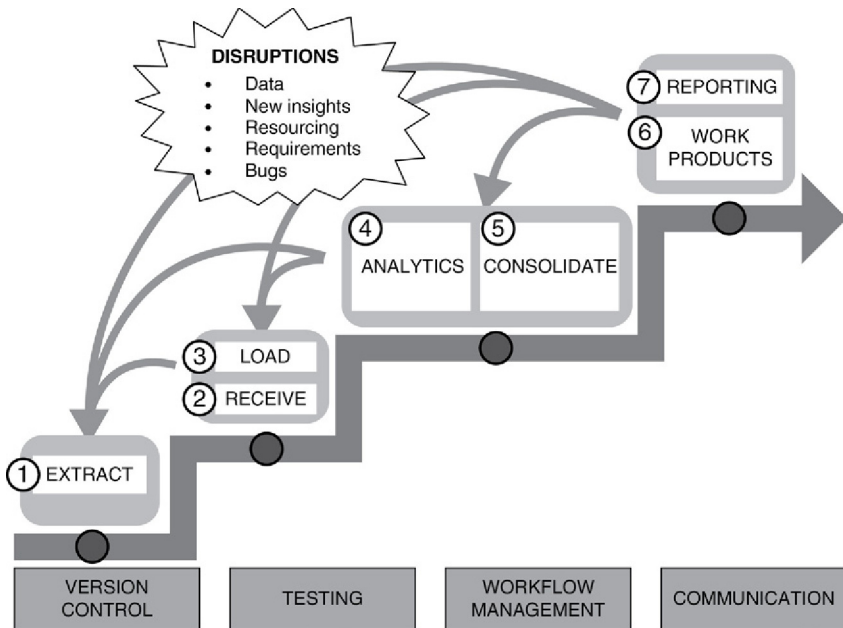 DISRUPTIONS
• Data
• New insights
• Resourcing
• Requirements
• Bugs
7 REPORTING
6 WORK
PRODUCTS
4 ANALYTICS
5 CONSOLIDATE
3 LOAD
2 RECEIVE
1 EXTRACT
VERSION
CONTROL
TESTING
WORKFLOW
MANAGEMENT
COMMUNICATION